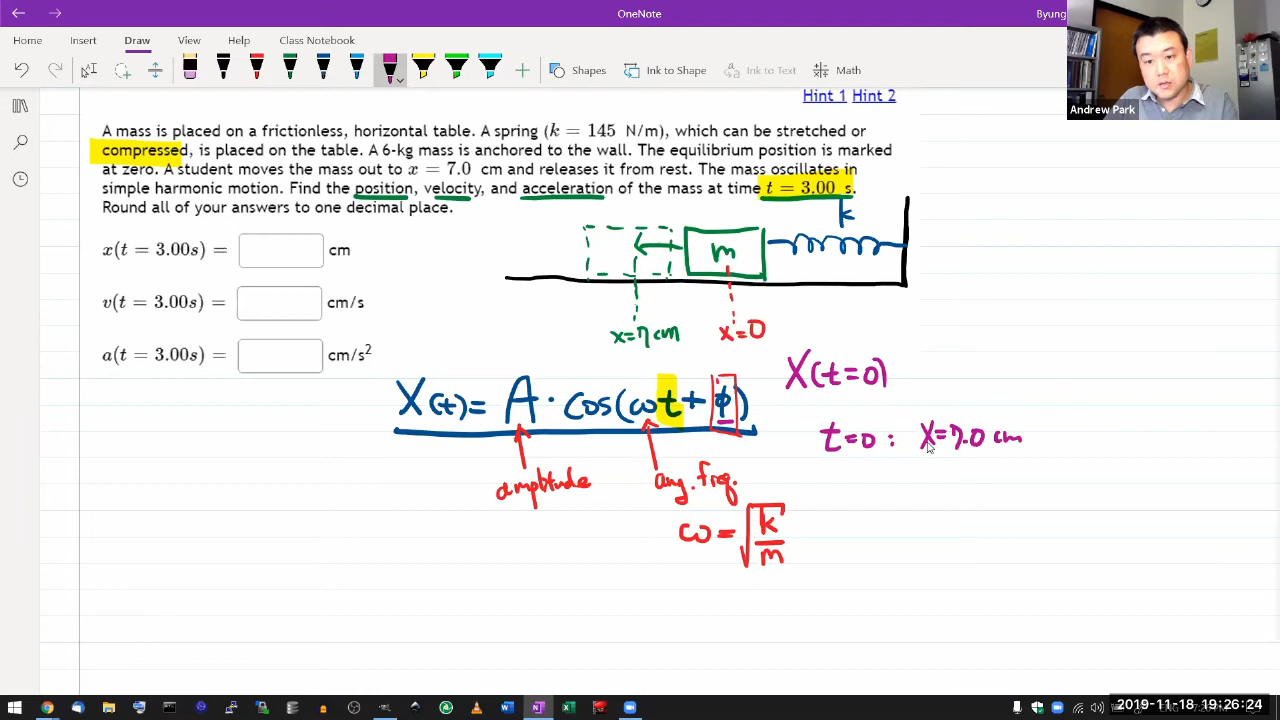 OneNote
Byung
Home Insert Draw View Help Class Notebook
Shapes Ink to Shape Ink to Text Math
Andrew Park
Hint 1 Hint 2
A mass is placed on a frictionless, horizontal table. A spring (k = 145 N/m), which can be stretched or
compressed, is placed on the table. A 6-kg mass is anchored to the wall. The equilibrium position is marked
at zero. A student moves the mass out to x = 7.0 cm and releases it from rest. The mass oscillates in
simple harmonic motion. Find the position, velocity, and acceleration of the mass at time t = 3.00 s.
Round all of your answers to one decimal place.
k
m
x(t = 3.00s) = cm
v(t = 3.00s) = cm/s
x=7cm x=0
a(t = 3.00s) = cm/s²
X(t=0)
X(t)= A · cos(ωt+ϕ)
t=0 : X=7.0 cm
amplitude ang. freq.
ω=√k/m
2019-11-18 19:26:24